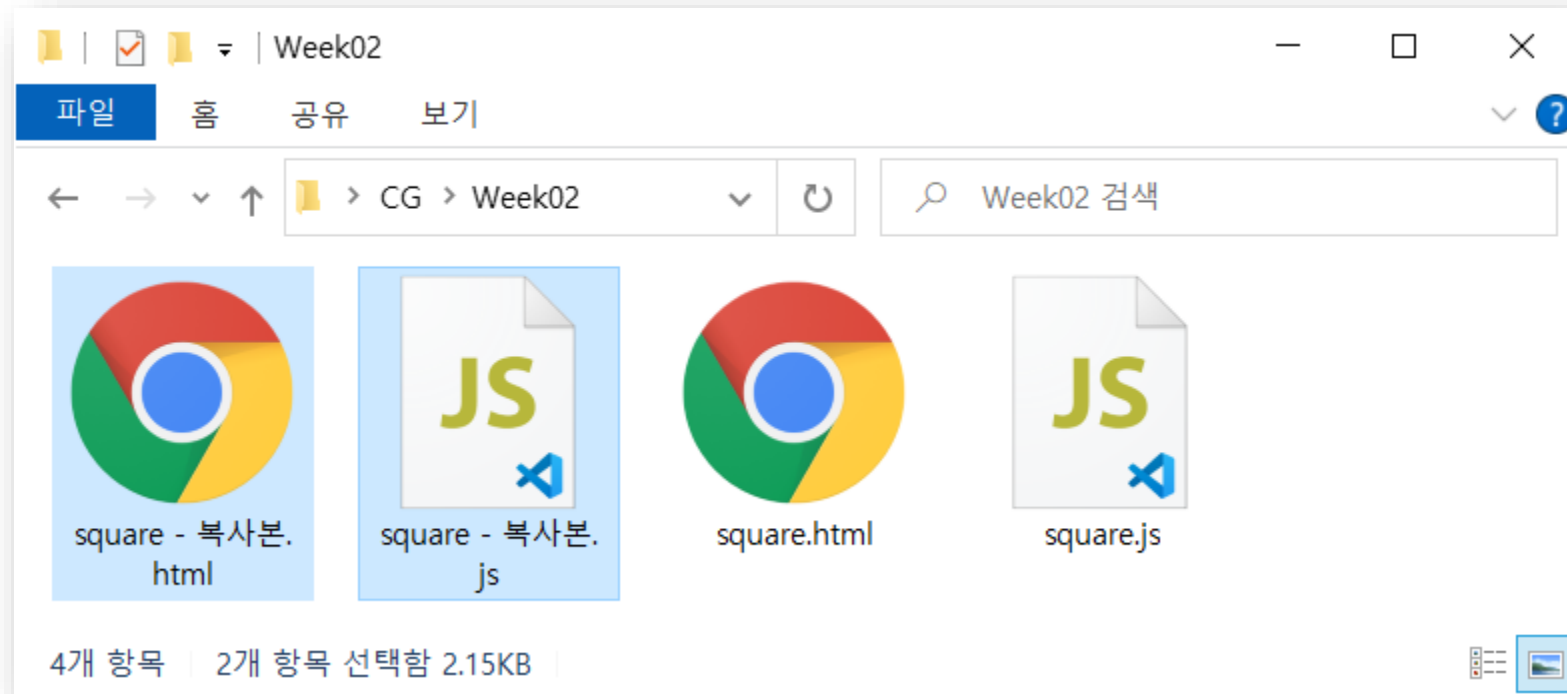 Week02
파일 홈 공유 보기 ?
CG Week02 Week02 검색
JS JS
square - 복사본.
html
square - 복사본.
js
square.html
square.js
4개 항목 2개 항목 선택함 2.15KB